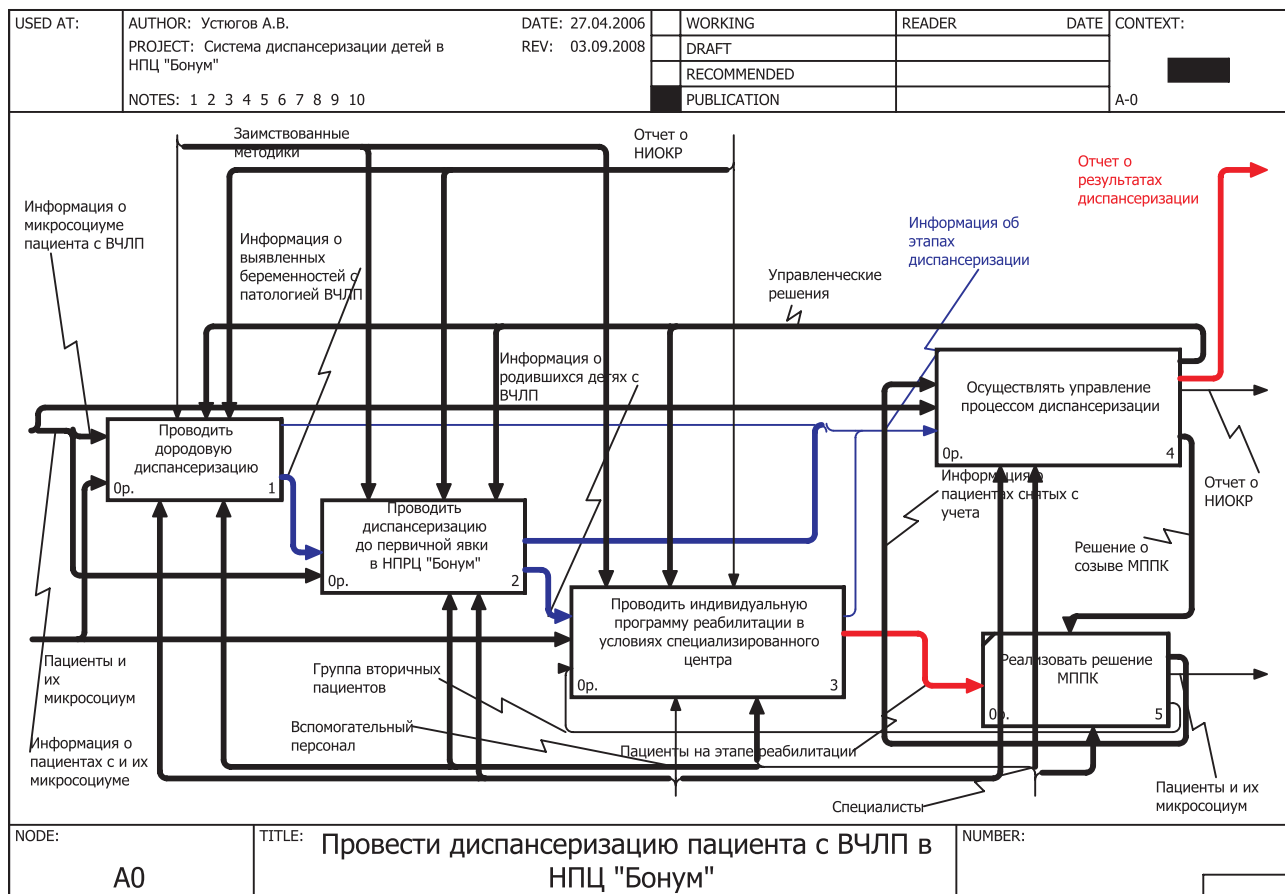 USED AT:
AUTHOR: Устюгов А.В.
DATE: 27.04.2006
PROJECT: Система диспансеризации детей в
НПЦ "Бонум"
REV: 03.09.2008
NOTES: 1 2 3 4 5 6 7 8 9 10
WORKING
DRAFT
RECOMMENDED
PUBLICATION
READER
DATE
CONTEXT:
A-0
Заимствованные
методики
Отчет о
НИОКР
Отчет о
результатах
диспансеризации
Информация о
микросоциуме
пациента с ВЧЛП
Информация о
выявленных
беременностей с
патологией ВЧЛП
Информация об
этапах
диспансеризации
Управленческие
решения
Информация о
родившихся детях с
ВЧЛП
Осуществлять управление
процессом диспансеризации
0р.
4
Проводить
дородовую
диспансеризацию
0р.
1
Информация о
пациентах снятых с
учета
Отчет о
НИОКР
Проводить
диспансеризацию
до первичной явки
в НПРЦ "Бонум"
0р.
2
Решение о
созыве МППК
Проводить индивидуальную
программу реабилитации в
условиях специализированного
центра
0р.
3
Реализовать решение
МППК
0р.
5
Пациенты и
их
микросоциум
Группа вторичных
пациентов
Вспомогательный
персонал
Пациенты на этапе реабилитации
Информация о
пациентах с и их
микросоциуме
Специалисты
Пациенты и их
микросоциум
NODE:
A0
TITLE:
Провести диспансеризацию пациента с ВЧЛП в
НПЦ "Бонум"
NUMBER: